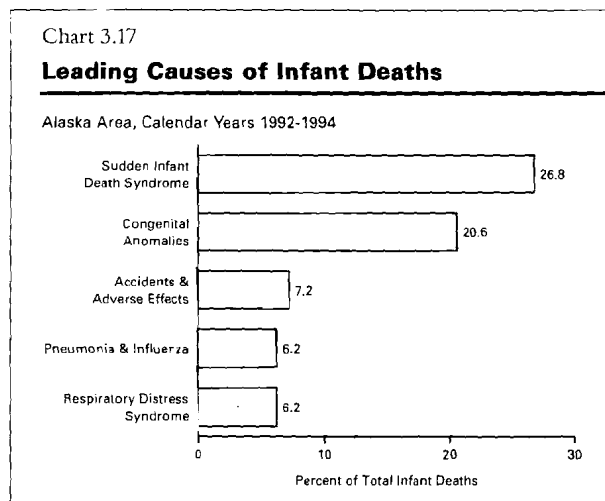 Chart 3.17
Leading Causes of Infant Deaths
Alaska Area, Calendar Years 1992-1994
Sudden Infant
Death Syndrome
26.8
Congenital
Anomalies
20.6
Accidents &
Adverse Effects
7.2
Pneumonia & Influenza
6.2
Respiratory Distress
Syndrome
6.2
0 10 20 30
Percent of Total Infant Deaths